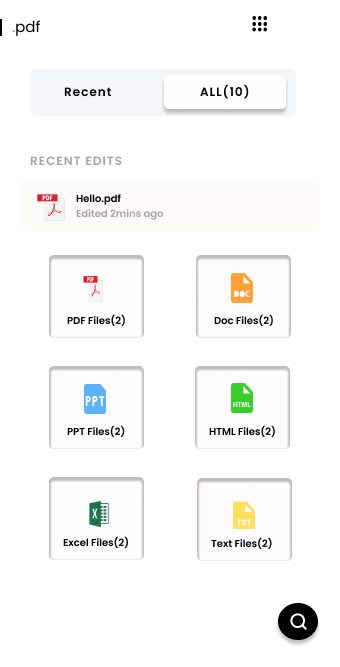 .pdf
Recent
ALL(10)
RECENT EDITS
PDF
Hello.pdf
Edited 2mins ago
PDF
PDF Files(2)
DOC
Doc Files(2)
PPT
PPT Files(2)
HTML
HTML Files(2)
X
Excel Files(2)
TXT
Text Files(2)